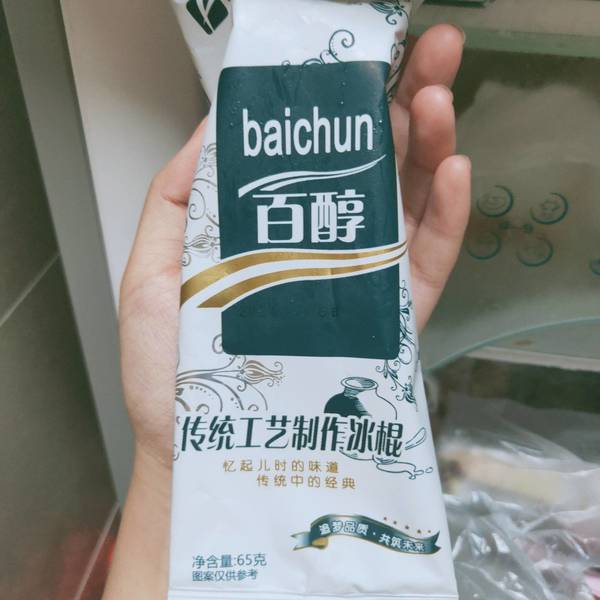 baichun
百醇
传统工艺制作冰棍
忆起儿时的味道
传统中的经典
追梦品质·共筑未来
净含量:65克
图案仅供参考